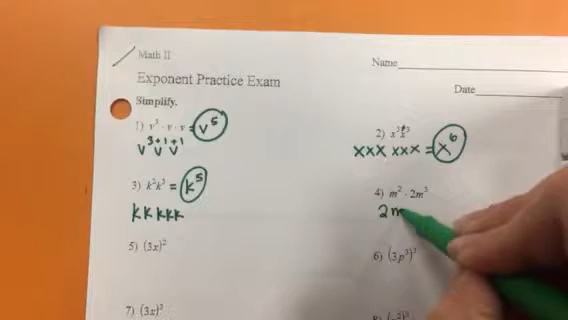 Math II
Name
Exponent Practice Exam
Date
Simplify.
1) v³ · v · v = v⁵
v³⁺¹⁺¹ v v
2) x³x³
xxx xxx = x⁶
3) k²k³ = k⁵
kkkkk
4) m² · 2m³
2m
5) (3x)²
6) (3p³)³
7) (3x)³